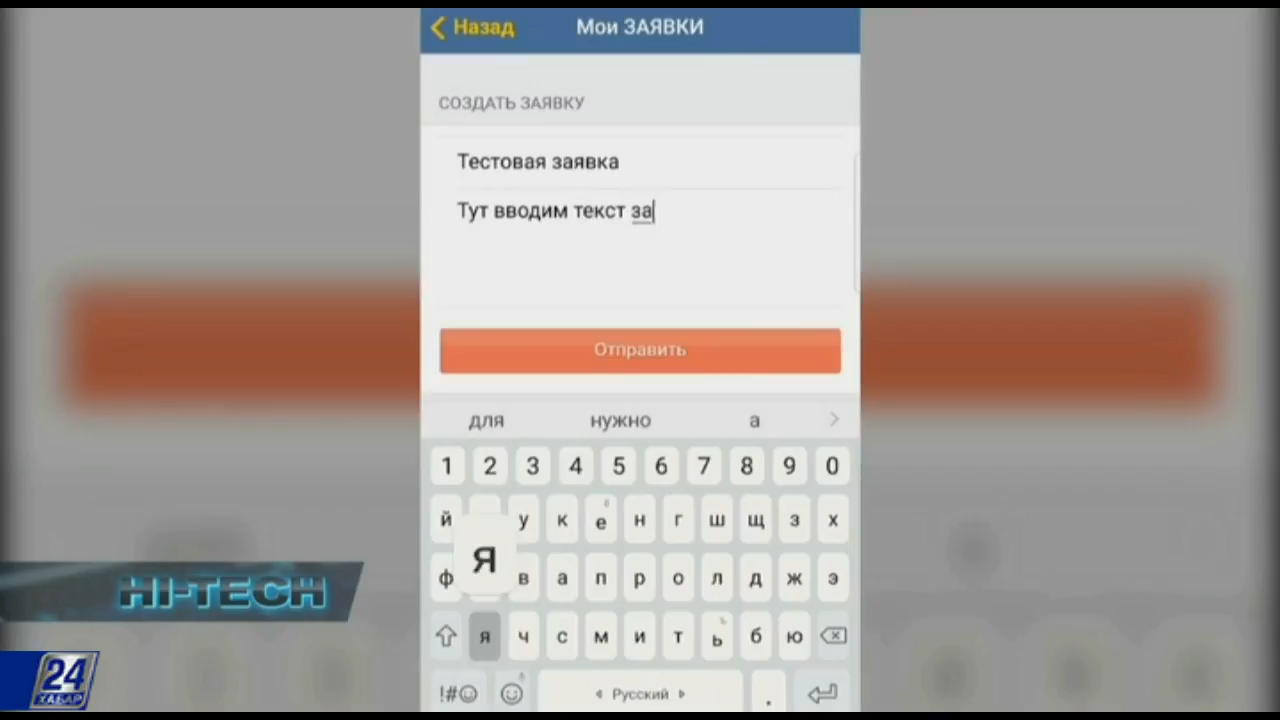 Назад
Мои ЗАЯВКИ
СОЗДАТЬ ЗАЯВКУ
Тестовая заявка
Тут вводим текст за
Отправить
для нужно а
1 2 3 4 5 6 7 8 9 0
й у к е н г ш щ з х
я
ф в а п р о л д ж э
я ч с м и т ь б ю
!#
Русский .
HI-TECH
24
ХАБАР